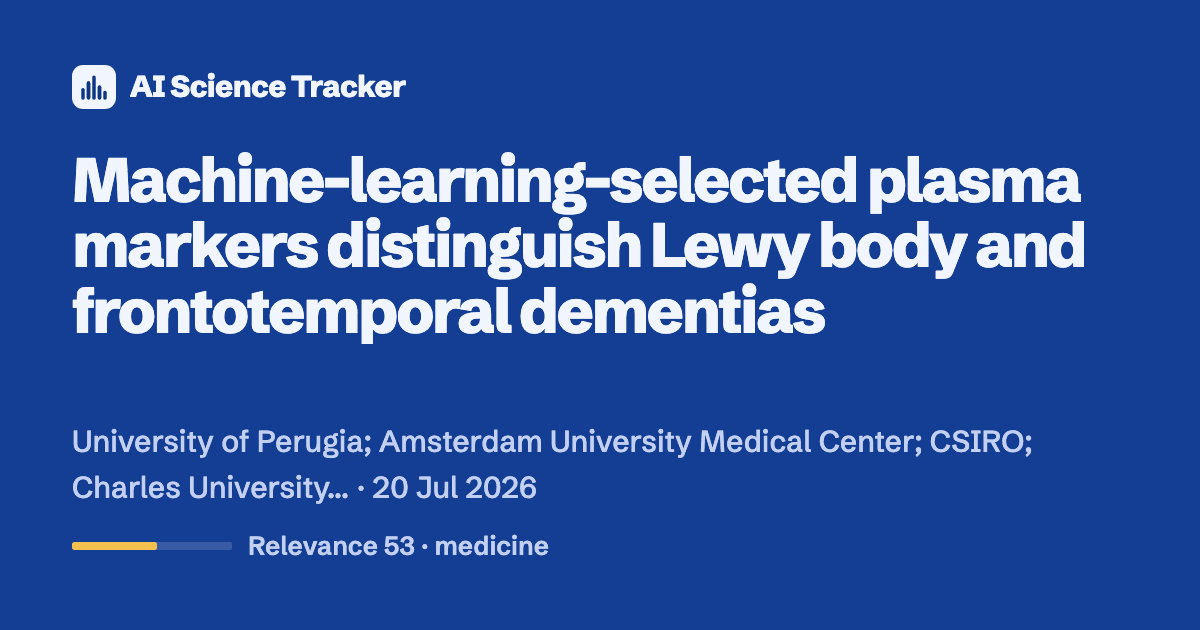 AI Science Tracker
Machine-learning-selected plasma
markers distinguish Lewy body and
frontotemporal dementias
University of Perugia; Amsterdam University Medical Center; CSIRO;
Charles University… · 20 Jul 2026
Relevance 53 · medicine